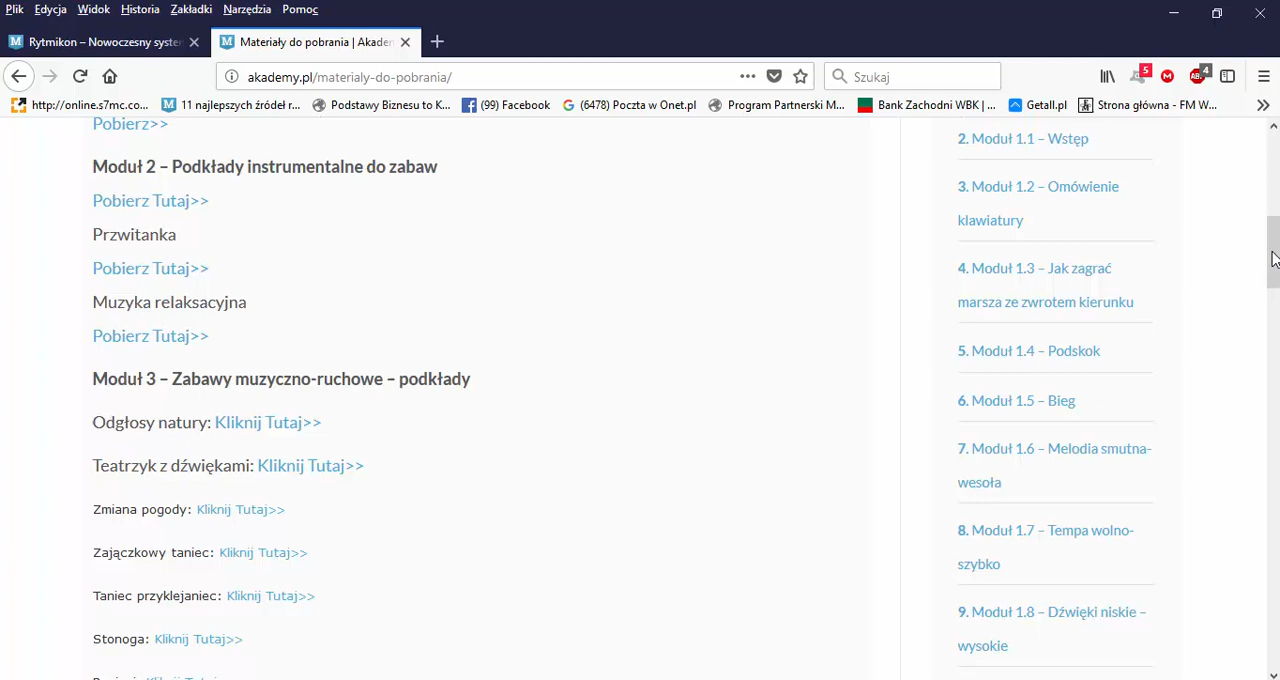 Plik Edycja Widok Historia Zakładki Narzędzia Pomoc
Rytmikon – Nowoczesny syste
Materiały do pobrania | Akade
akademy.pl/materialy-do-pobrania/
Szukaj
5
4
http://online.s7mc.co...
11 najlepszych źródeł r...
Podstawy Biznesu to K...
(99) Facebook
(6478) Poczta w Onet.pl
Program Partnerski M...
Bank Zachodni WBK | ...
Getall.pl
Strona główna - FM W...
Pobierz>>
Moduł 2 – Podkłady instrumentalne do zabaw
Pobierz Tutaj>>
Przwitanka
Pobierz Tutaj>>
Muzyka relaksacyjna
Pobierz Tutaj>>
Moduł 3 – Zabawy muzyczno-ruchowe – podkłady
Odgłosy natury: Kliknij Tutaj>>
Teatrzyk z dźwiękami: Kliknij Tutaj>>
Zmiana pogody: Kliknij Tutaj>>
Zajączkowy taniec: Kliknij Tutaj>>
Taniec przyklejaniec: Kliknij Tutaj>>
Stonoga: Kliknij Tutaj>>
2. Moduł 1.1 – Wstęp
3. Moduł 1.2 – Omówienie
klawiatury
4. Moduł 1.3 – Jak zagrać
marsza ze zwrotem kierunku
5. Moduł 1.4 – Podskok
6. Moduł 1.5 – Bieg
7. Moduł 1.6 – Melodia smutna-
wesoła
8. Moduł 1.7 – Tempa wolno-
szybko
9. Moduł 1.8 – Dźwięki niskie –
wysokie